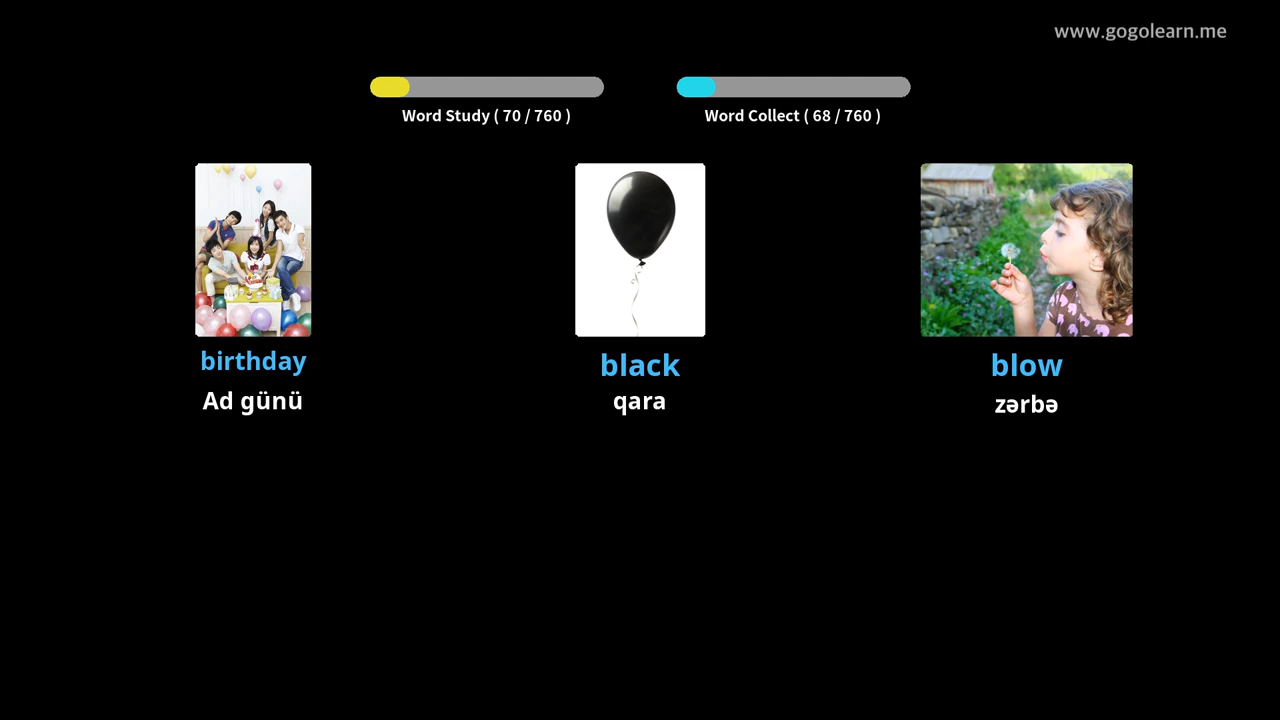 www.gogolearn.me
Word Study ( 70 / 760 )
Word Collect ( 68 / 760 )
birthday
Ad günü
black
qara
blow
zərbə